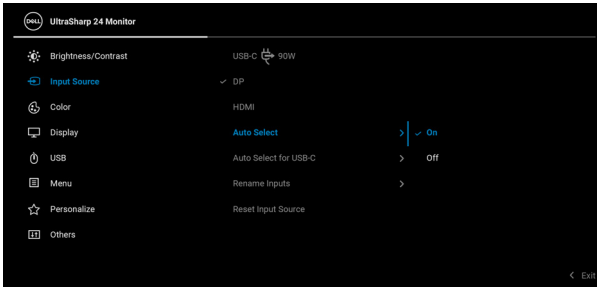 DELL UltraSharp 24 Monitor
Brightness/Contrast USB-C 90W
Input Source DP
Color HDMI
Display Auto Select On
USB Auto Select for USB-C Off
Menu Rename Inputs
Personalize Reset Input Source
Others
Exit